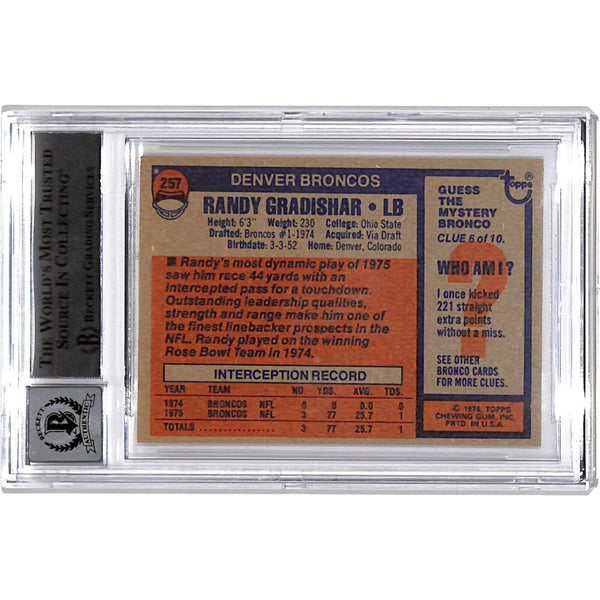 THE WORLD'S MOST TRUSTED
SOURCE IN COLLECTING™
BECKETT GRADING SERVICES
BECKETT
AUTHENTIC
257
DENVER BRONCOS
RANDY GRADISHAR • LB
Height: 6'3" Weight: 230 College: Ohio State
Drafted: Broncos #1-1974 Acquired: Via Draft
Birthdate: 3-3-52 Home: Denver, Colorado
Randy's most dynamic play of 1975
saw him race 44 yards with an
intercepted pass for a touchdown.
Outstanding leadership qualities,
strength and range make him one of
the finest linebacker prospects in the
NFL. Randy played on the winning
Rose Bowl Team in 1974.
INTERCEPTION RECORD
YEAR TEAM NO. YDS. AVG. TDS.
1974 BRONCOS NFL 0 0 0.0 0
1975 BRONCOS NFL 3 77 25.7 1
TOTALS 3 77 25.7 1
topps®
GUESS
THE
MYSTERY
BRONCO
CLUE 6 of 10.
?
WHO AM I?
I once kicked
221 straight
extra points
without a miss.
SEE OTHER
BRONCO CARDS
FOR MORE CLUES.
© 1976, TOPPS
CHEWING GUM, INC.
PRTD. IN U.S.A.